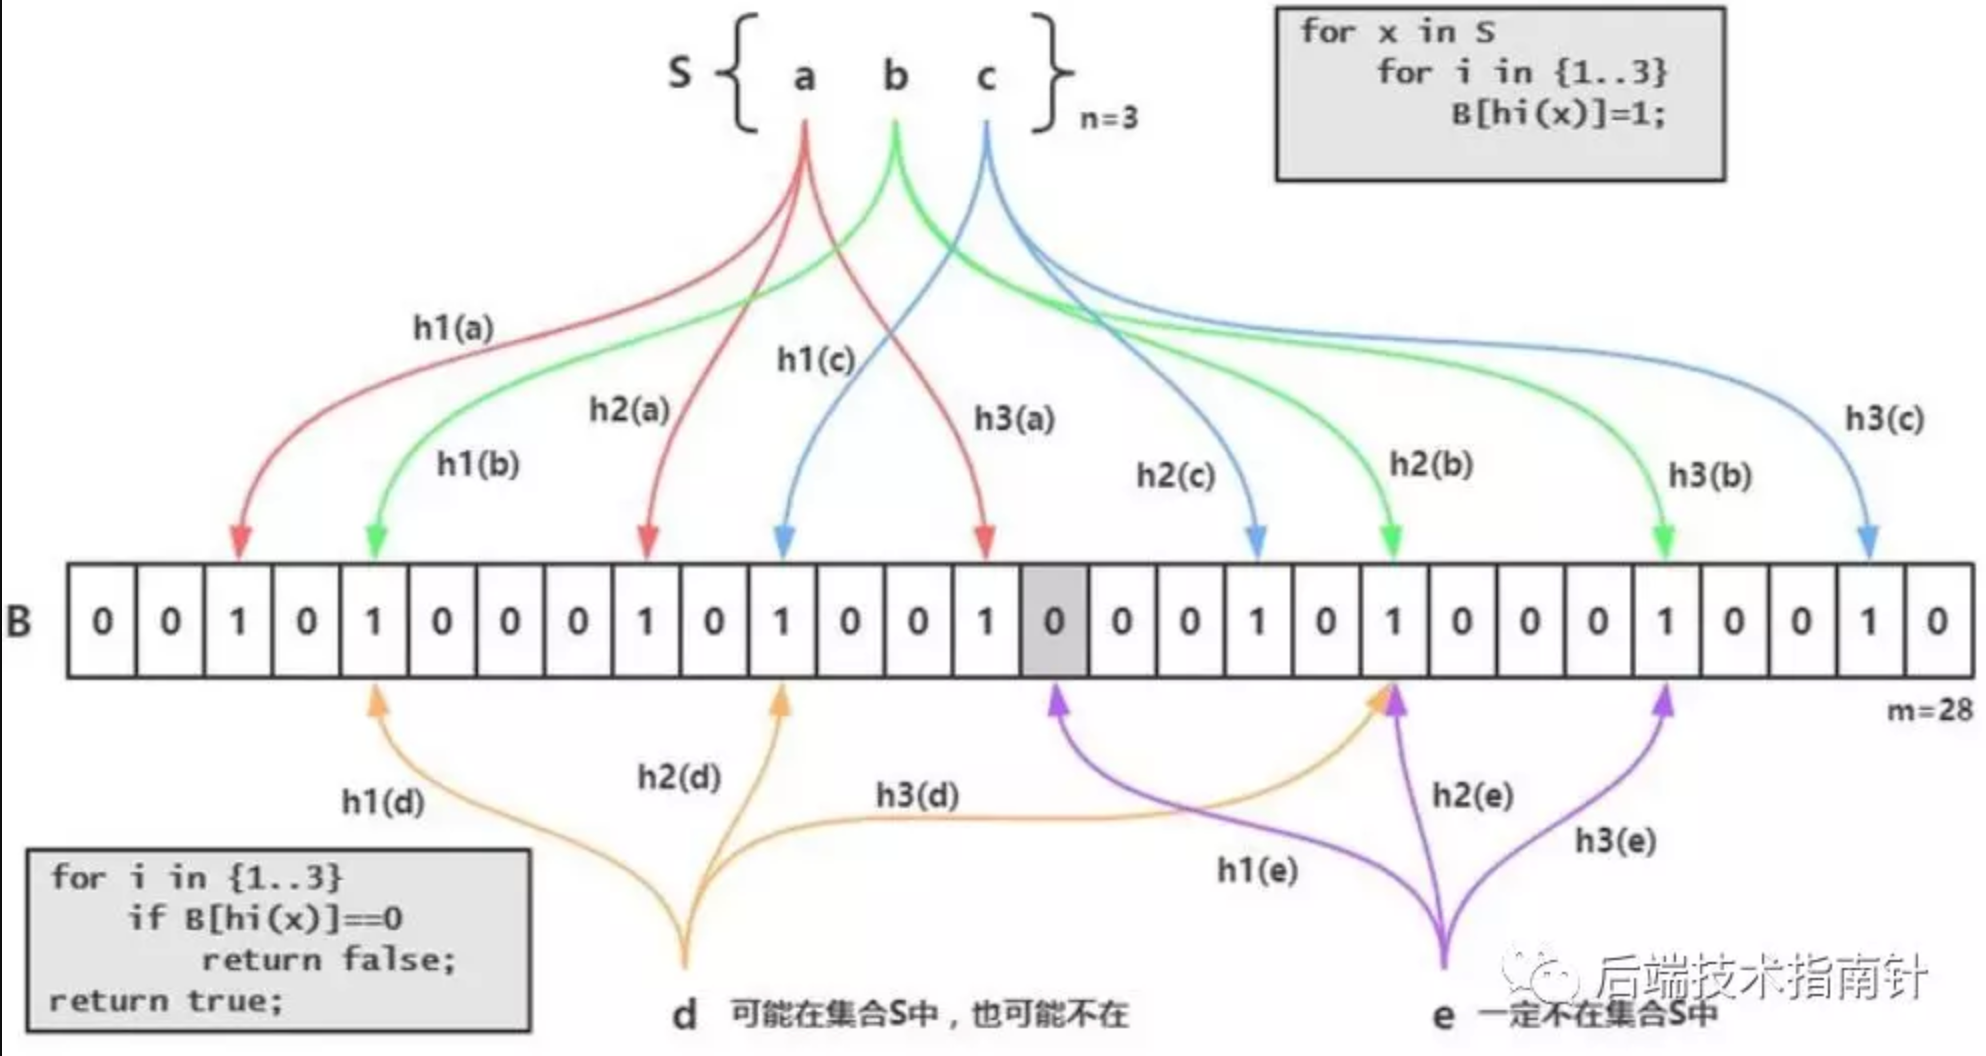 S { a b c } n=3
for x in S
for i in {1..3}
B[hi(x)]=1;
h1(a)
h1(c)
h2(a)
h3(a)
h3(c)
h1(b)
h2(c)
h2(b)
h3(b)
B 0 0 1 0 1 0 0 0 1 0 1 0 0 1 0 0 0 1 0 1 0 0 0 1 0 0 1 0
m=28
h1(d)
h2(d)
h3(d)
h2(e)
h1(e)
h3(e)
for i in {1..3}
if B[hi(x)]==0
return false;
return true;
后端技术指南针
d 可能在集合S中，也可能不在
e 一定不在集合S中